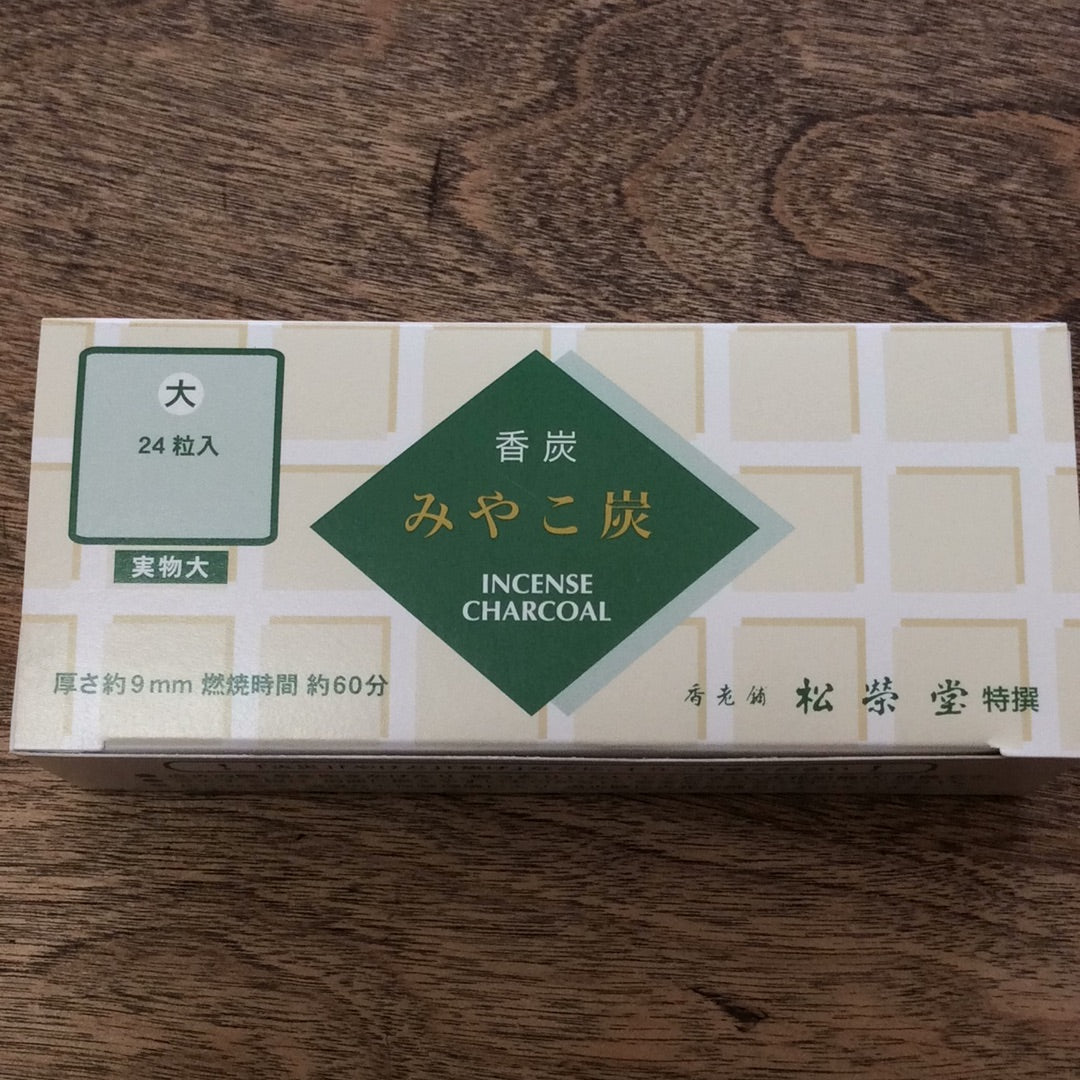 大
24粒入
実物大
香炭
みやこ炭
INCENSE
CHARCOAL
厚さ約9mm 燃焼時間 約60分
香老舗 松榮堂 特撰